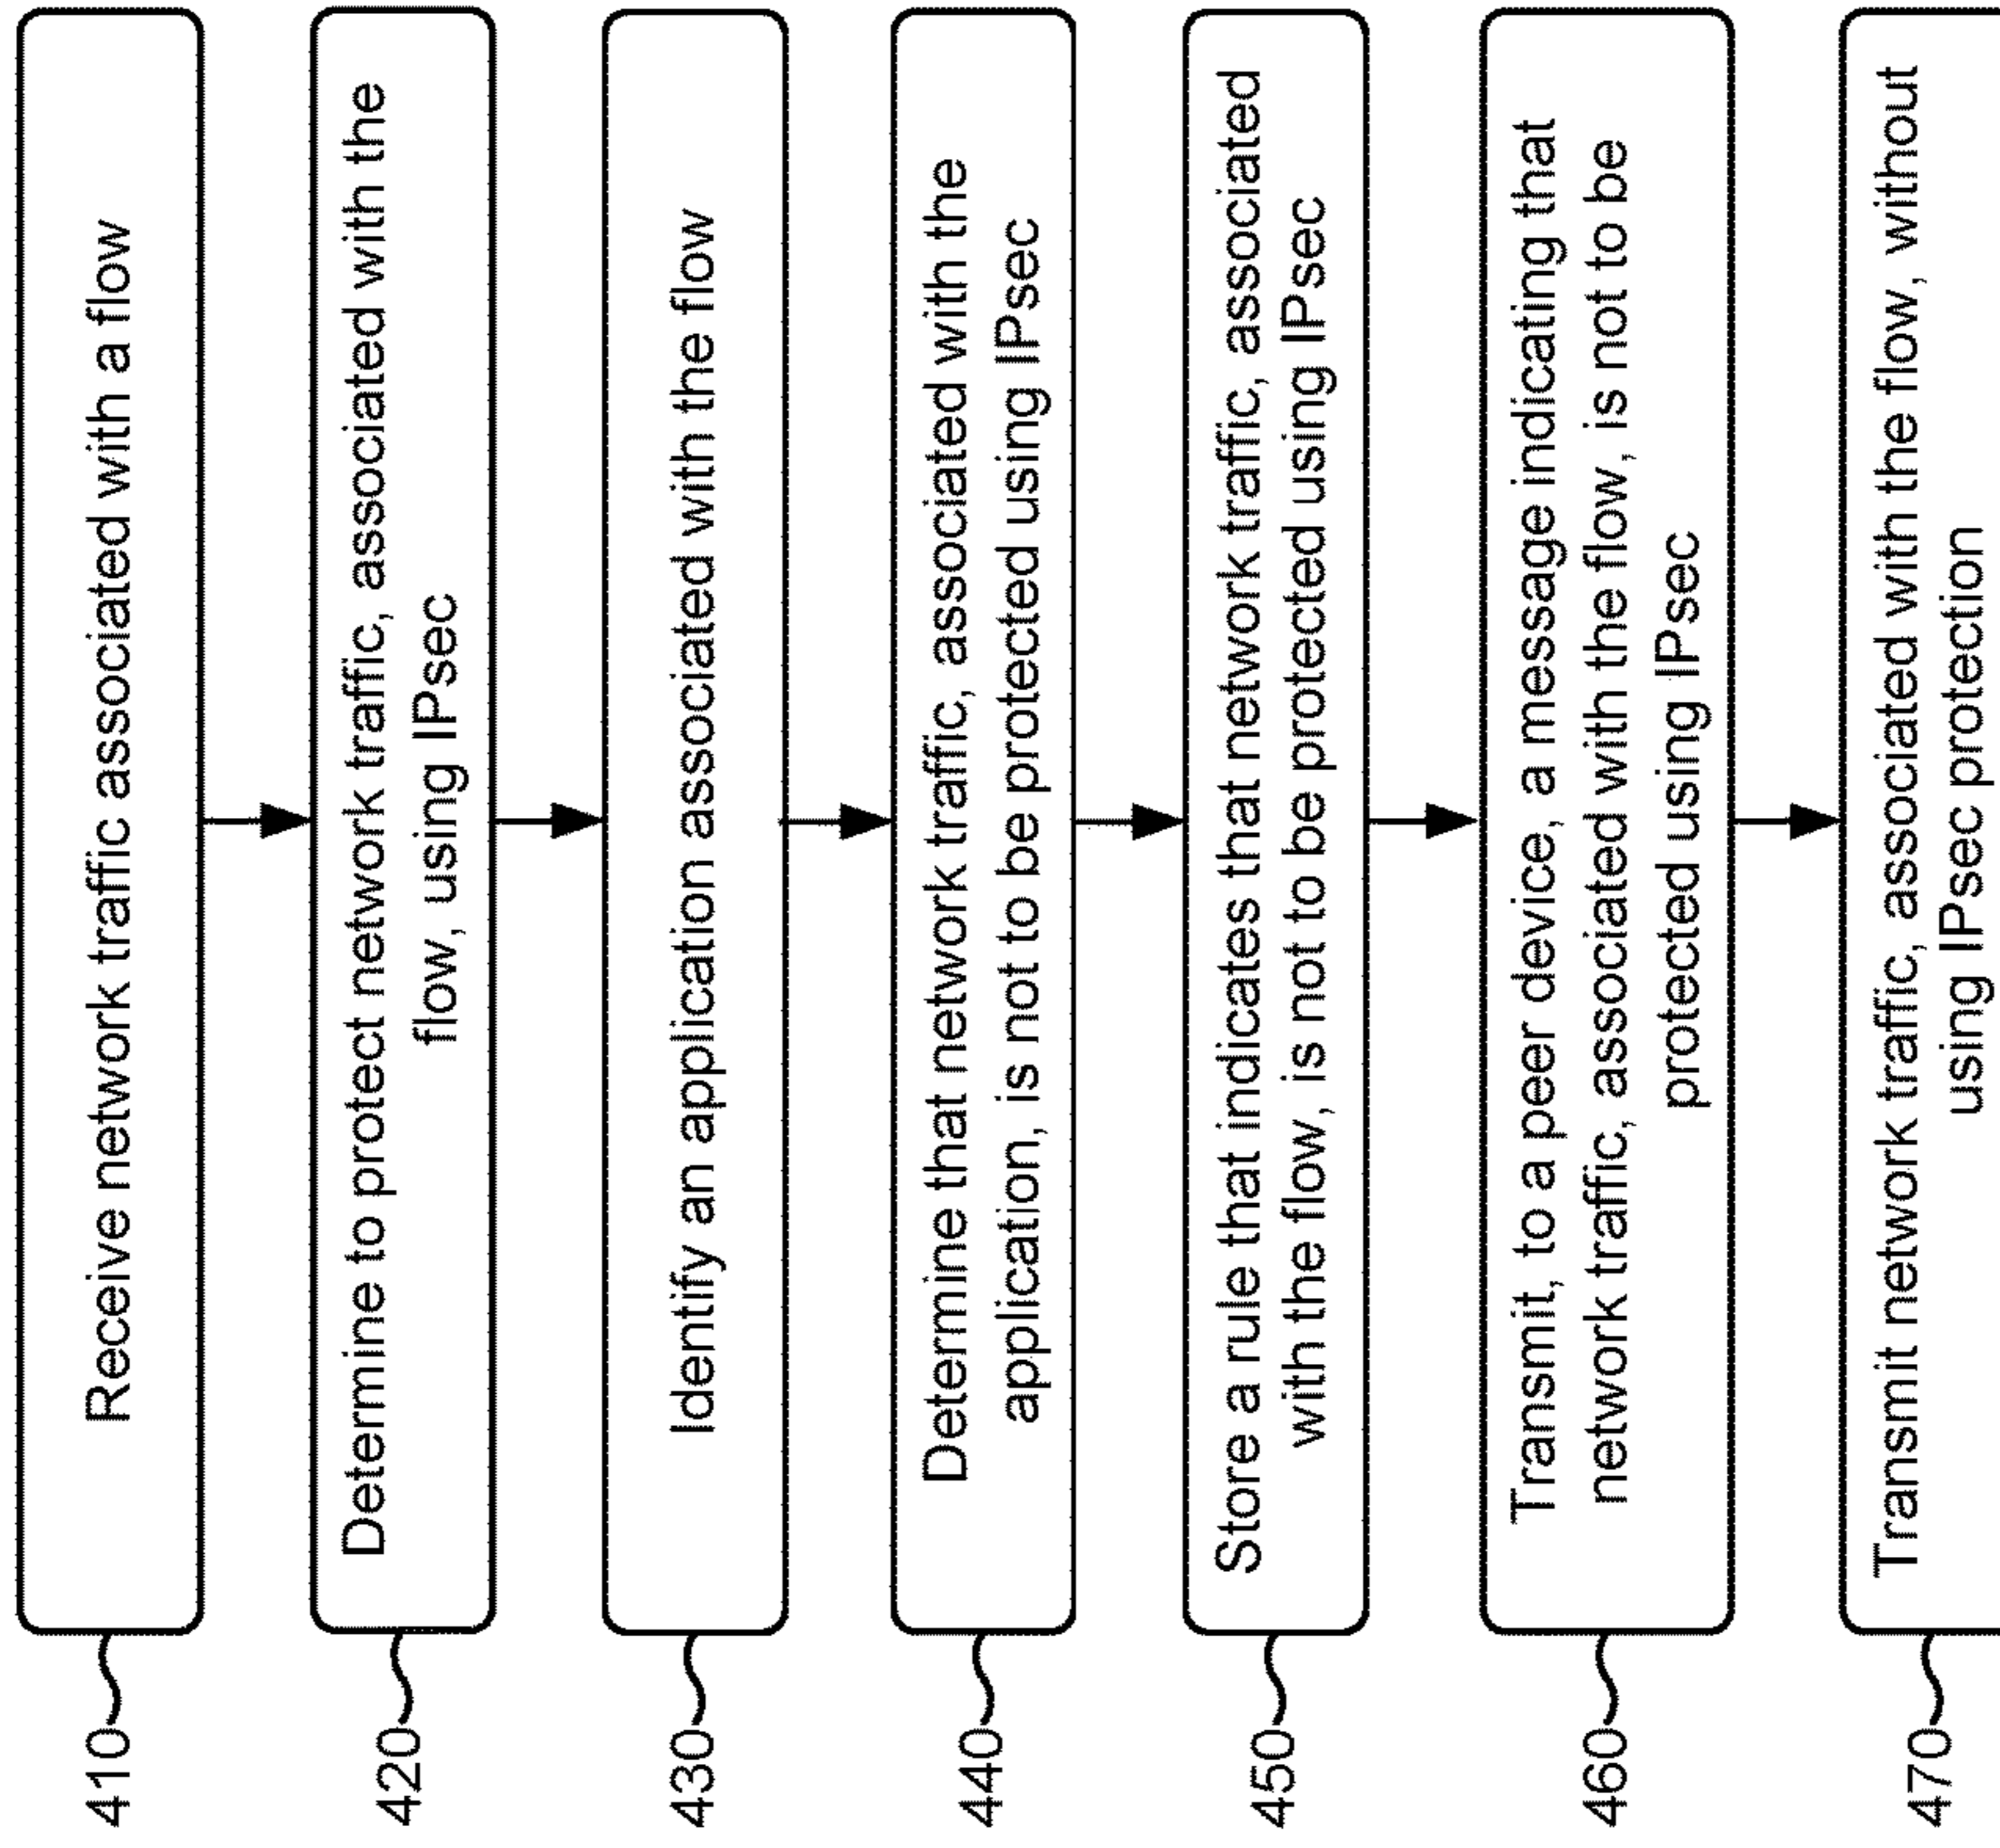 410
Receive network traffic associated with a flow
420
Determine to protect network traffic, associated with the
flow, using IPsec
430
Identify an application associated with the flow
440
Determine that network traffic, associated with the
application, is not to be protected using IPsec
450
Store a rule that indicates that network traffic, associated
with the flow, is not to be protected using IPsec
460
Transmit, to a peer device, a message indicating that
network traffic, associated with the flow, is not to be
protected using IPsec
470
Transmit network traffic, associated with the flow, without
using IPsec protection